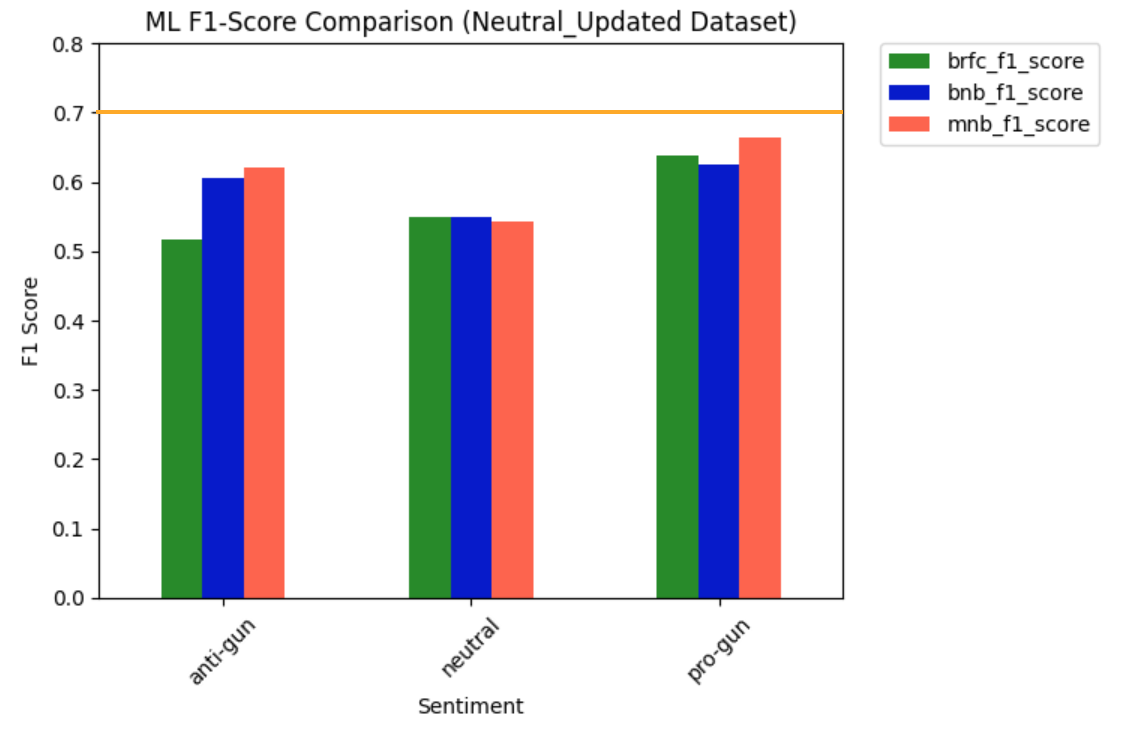 ML F1-Score Comparison (Neutral_Updated Dataset)
brfc_f1_score
bnb_f1_score
mnb_f1_score
F1 Score
0.8
0.7
0.6
0.5
0.4
0.3
0.2
0.1
0.0
anti-gun
neutral
pro-gun
Sentiment